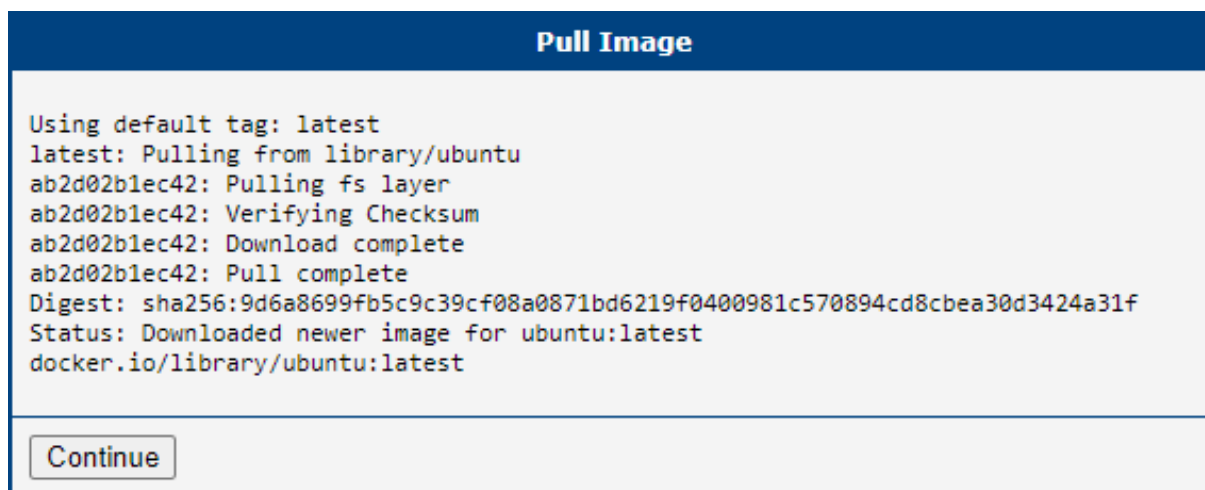 Pull Image
Using default tag: latest
latest: Pulling from library/ubuntu
ab2d02b1ec42: Pulling fs layer
ab2d02b1ec42: Verifying Checksum
ab2d02b1ec42: Download complete
ab2d02b1ec42: Pull complete
Digest: sha256:9d6a8699fb5c9c39cf08a0871bd6219f0400981c570894cd8cbea30d3424a31f
Status: Downloaded newer image for ubuntu:latest
docker.io/library/ubuntu:latest
Continue